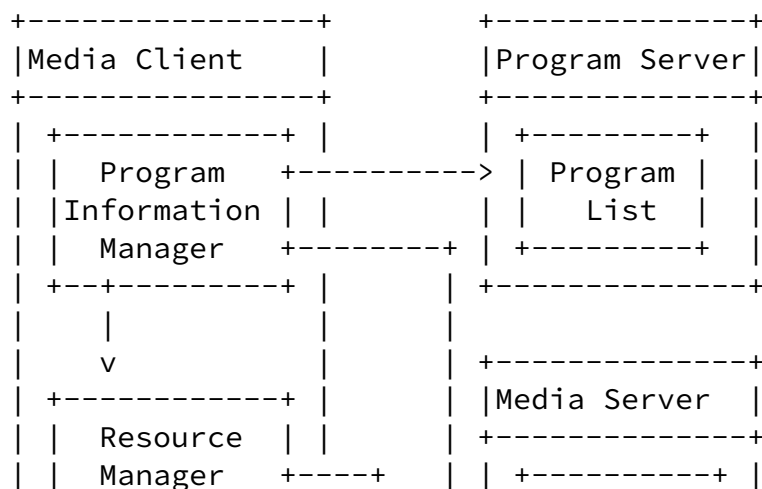 +----------------+        +---------------+
|Media Client    |        |Program Server|
+----------------+        +---------------+
| +------------+ |        | +---------+  |
| |  Program   +----------> | Program |  |
| |Information | |        | |  List   |  |
| |  Manager   +--------+ | +---------+  |
| +--+---------+ |      | +---------------+
|    |           |      |
|    v           |      | +---------------+
| +------------+ |      | |Media Server  |
| |  Resource  | |      | +---------------+
| |  Manager   +----+   | | +----------+ |